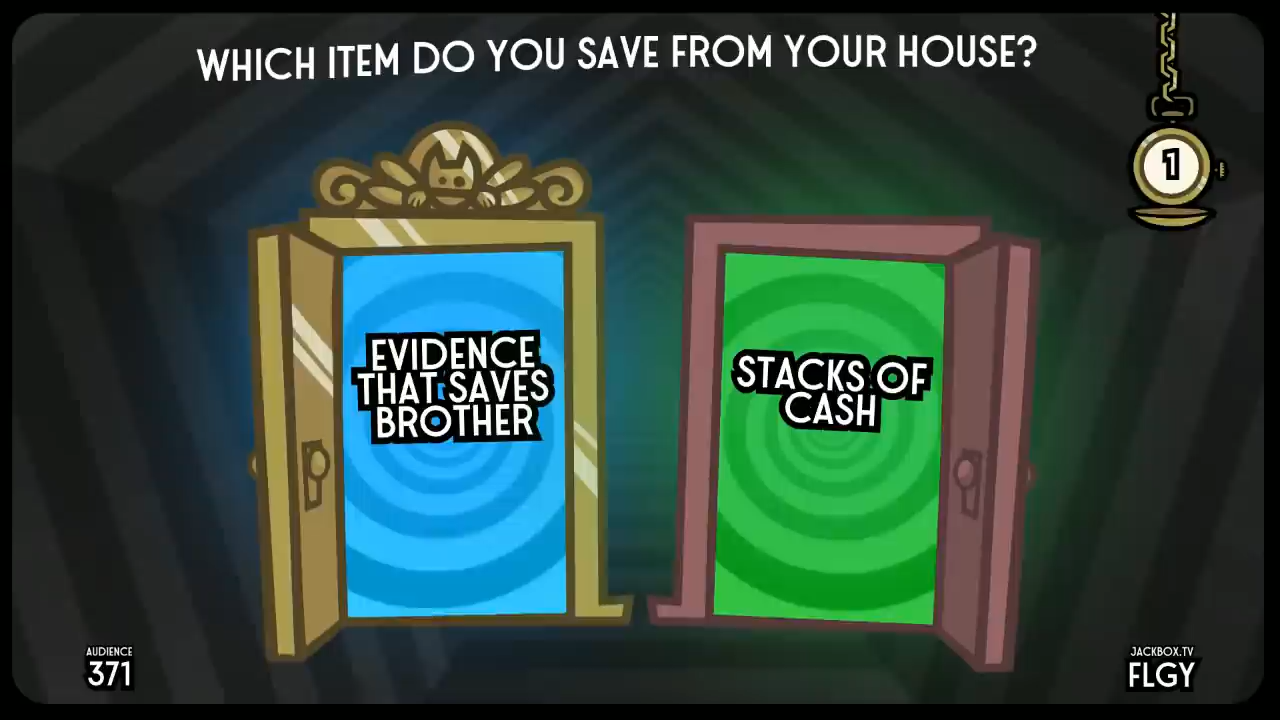 WHICH ITEM DO YOU SAVE FROM YOUR HOUSE?
1
EVIDENCE
THAT SAVES
BROTHER
STACKS OF
CASH
AUDIENCE
371
JACKBOX.TV
FLGY